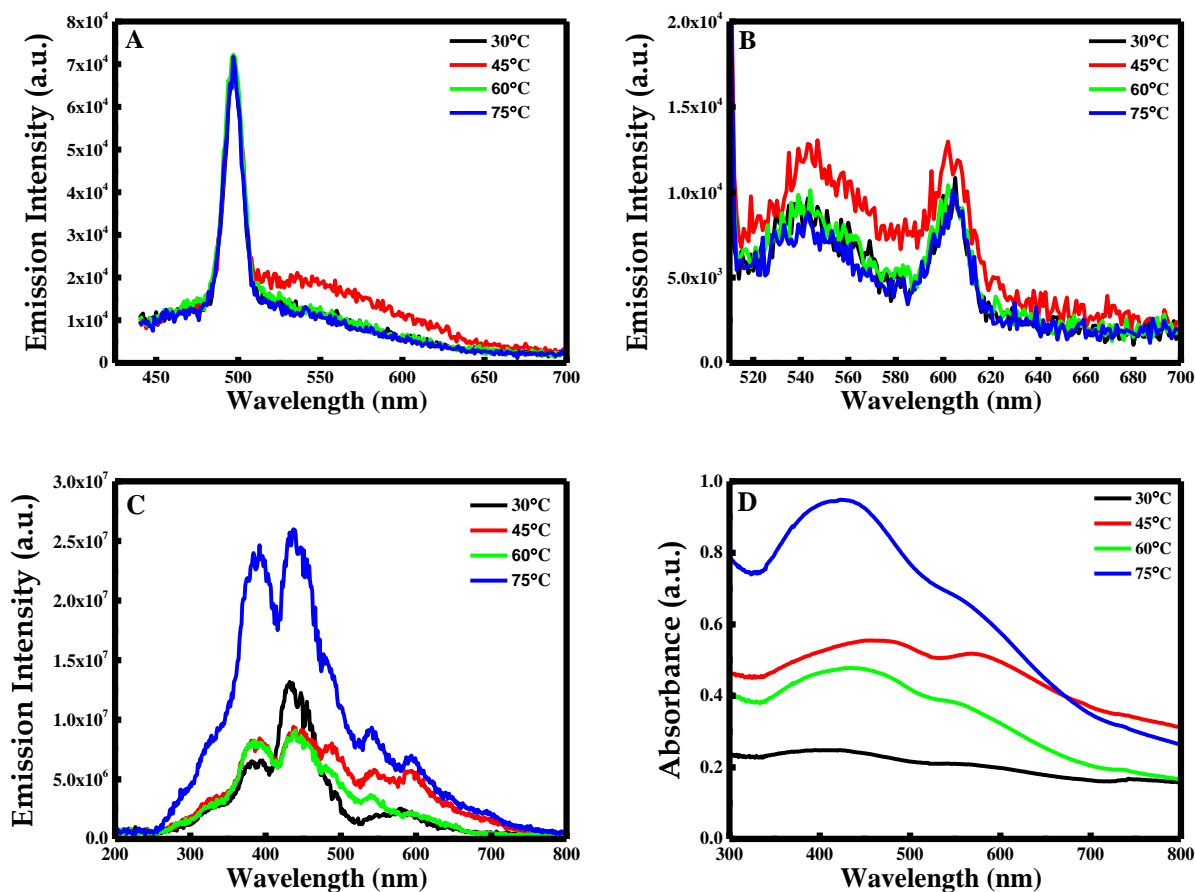 A
8x10⁴
7x10⁴
6x10⁴
5x10⁴
4x10⁴
3x10⁴
2x10⁴
1x10⁴
0
Emission Intensity (a.u.)
30°C
45°C
60°C
75°C
450 500 550 600 650 700
Wavelength (nm)
B
2.0x10⁴
1.5x10⁴
1.0x10⁴
5.0x10³
0.0
Emission Intensity (a.u.)
30°C
45°C
60°C
75°C
520 540 560 580 600 620 640 660 680 700
Wavelength (nm)
C
3.0x10⁷
2.5x10⁷
2.0x10⁷
1.5x10⁷
1.0x10⁷
5.0x10⁶
0.0
Emission Intensity (a.u.)
30°C
45°C
60°C
75°C
200 300 400 500 600 700 800
Wavelength (nm)
D
1.0
0.8
0.6
0.4
0.2
0.0
Absorbance (a.u.)
30°C
45°C
60°C
75°C
300 400 500 600 700 800
Wavelength (nm)